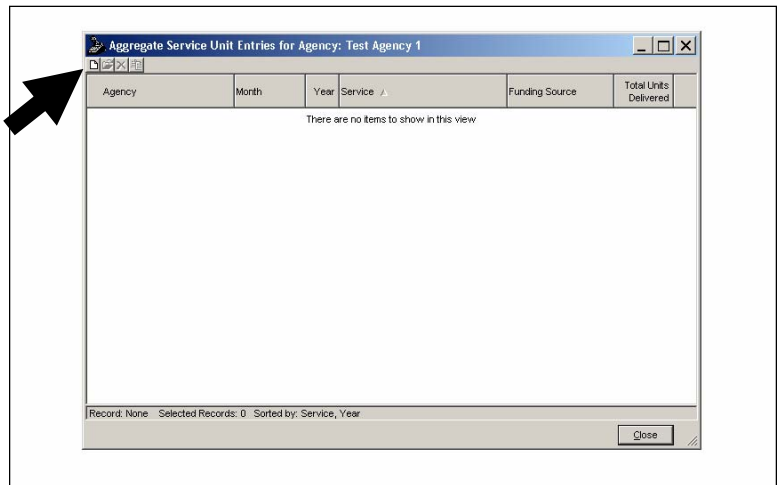 Aggregate Service Unit Entries for Agency: Test Agency 1
Agency Month Year Service Funding Source Total Units
Delivered
There are no items to show in this view
Record: None Selected Records: 0 Sorted by: Service, Year
Close